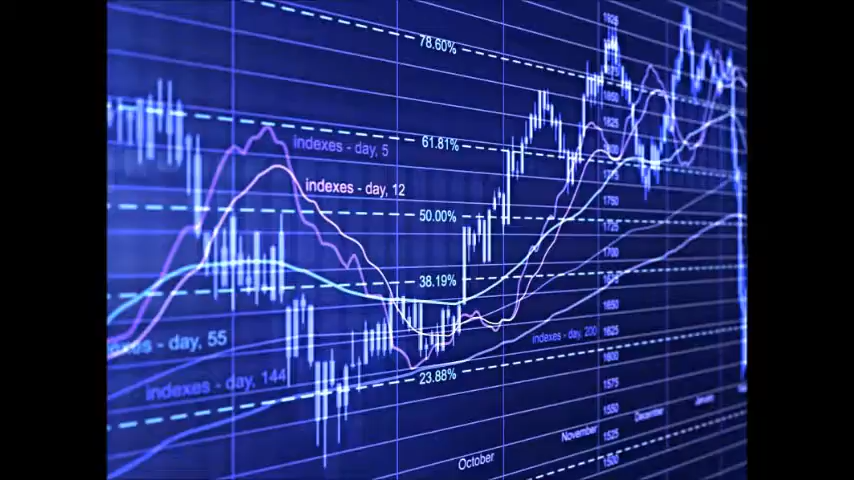 78.60%
61.81%
indexes - day, 5
indexes - day, 12
50.00%
38.19%
indexes - day, 55
indexes - day, 200
indexes - day, 144
23.88%
1925
1850
1825
1775
1750
1725
1700
1650
1625
1600
1575
1550
1525
1500
October
November
December
January